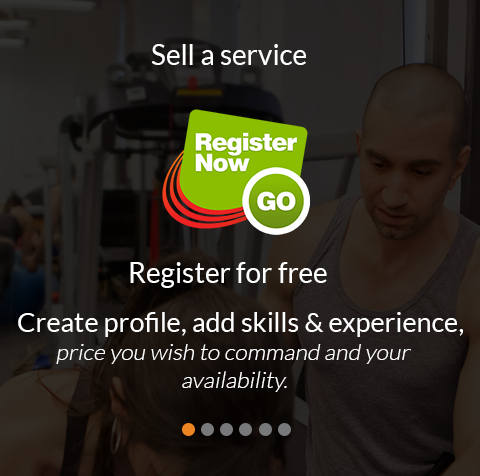 Sell a service
Register
Now
GO
Register for free
Create profile, add skills & experience,
price you wish to command and your
availability.